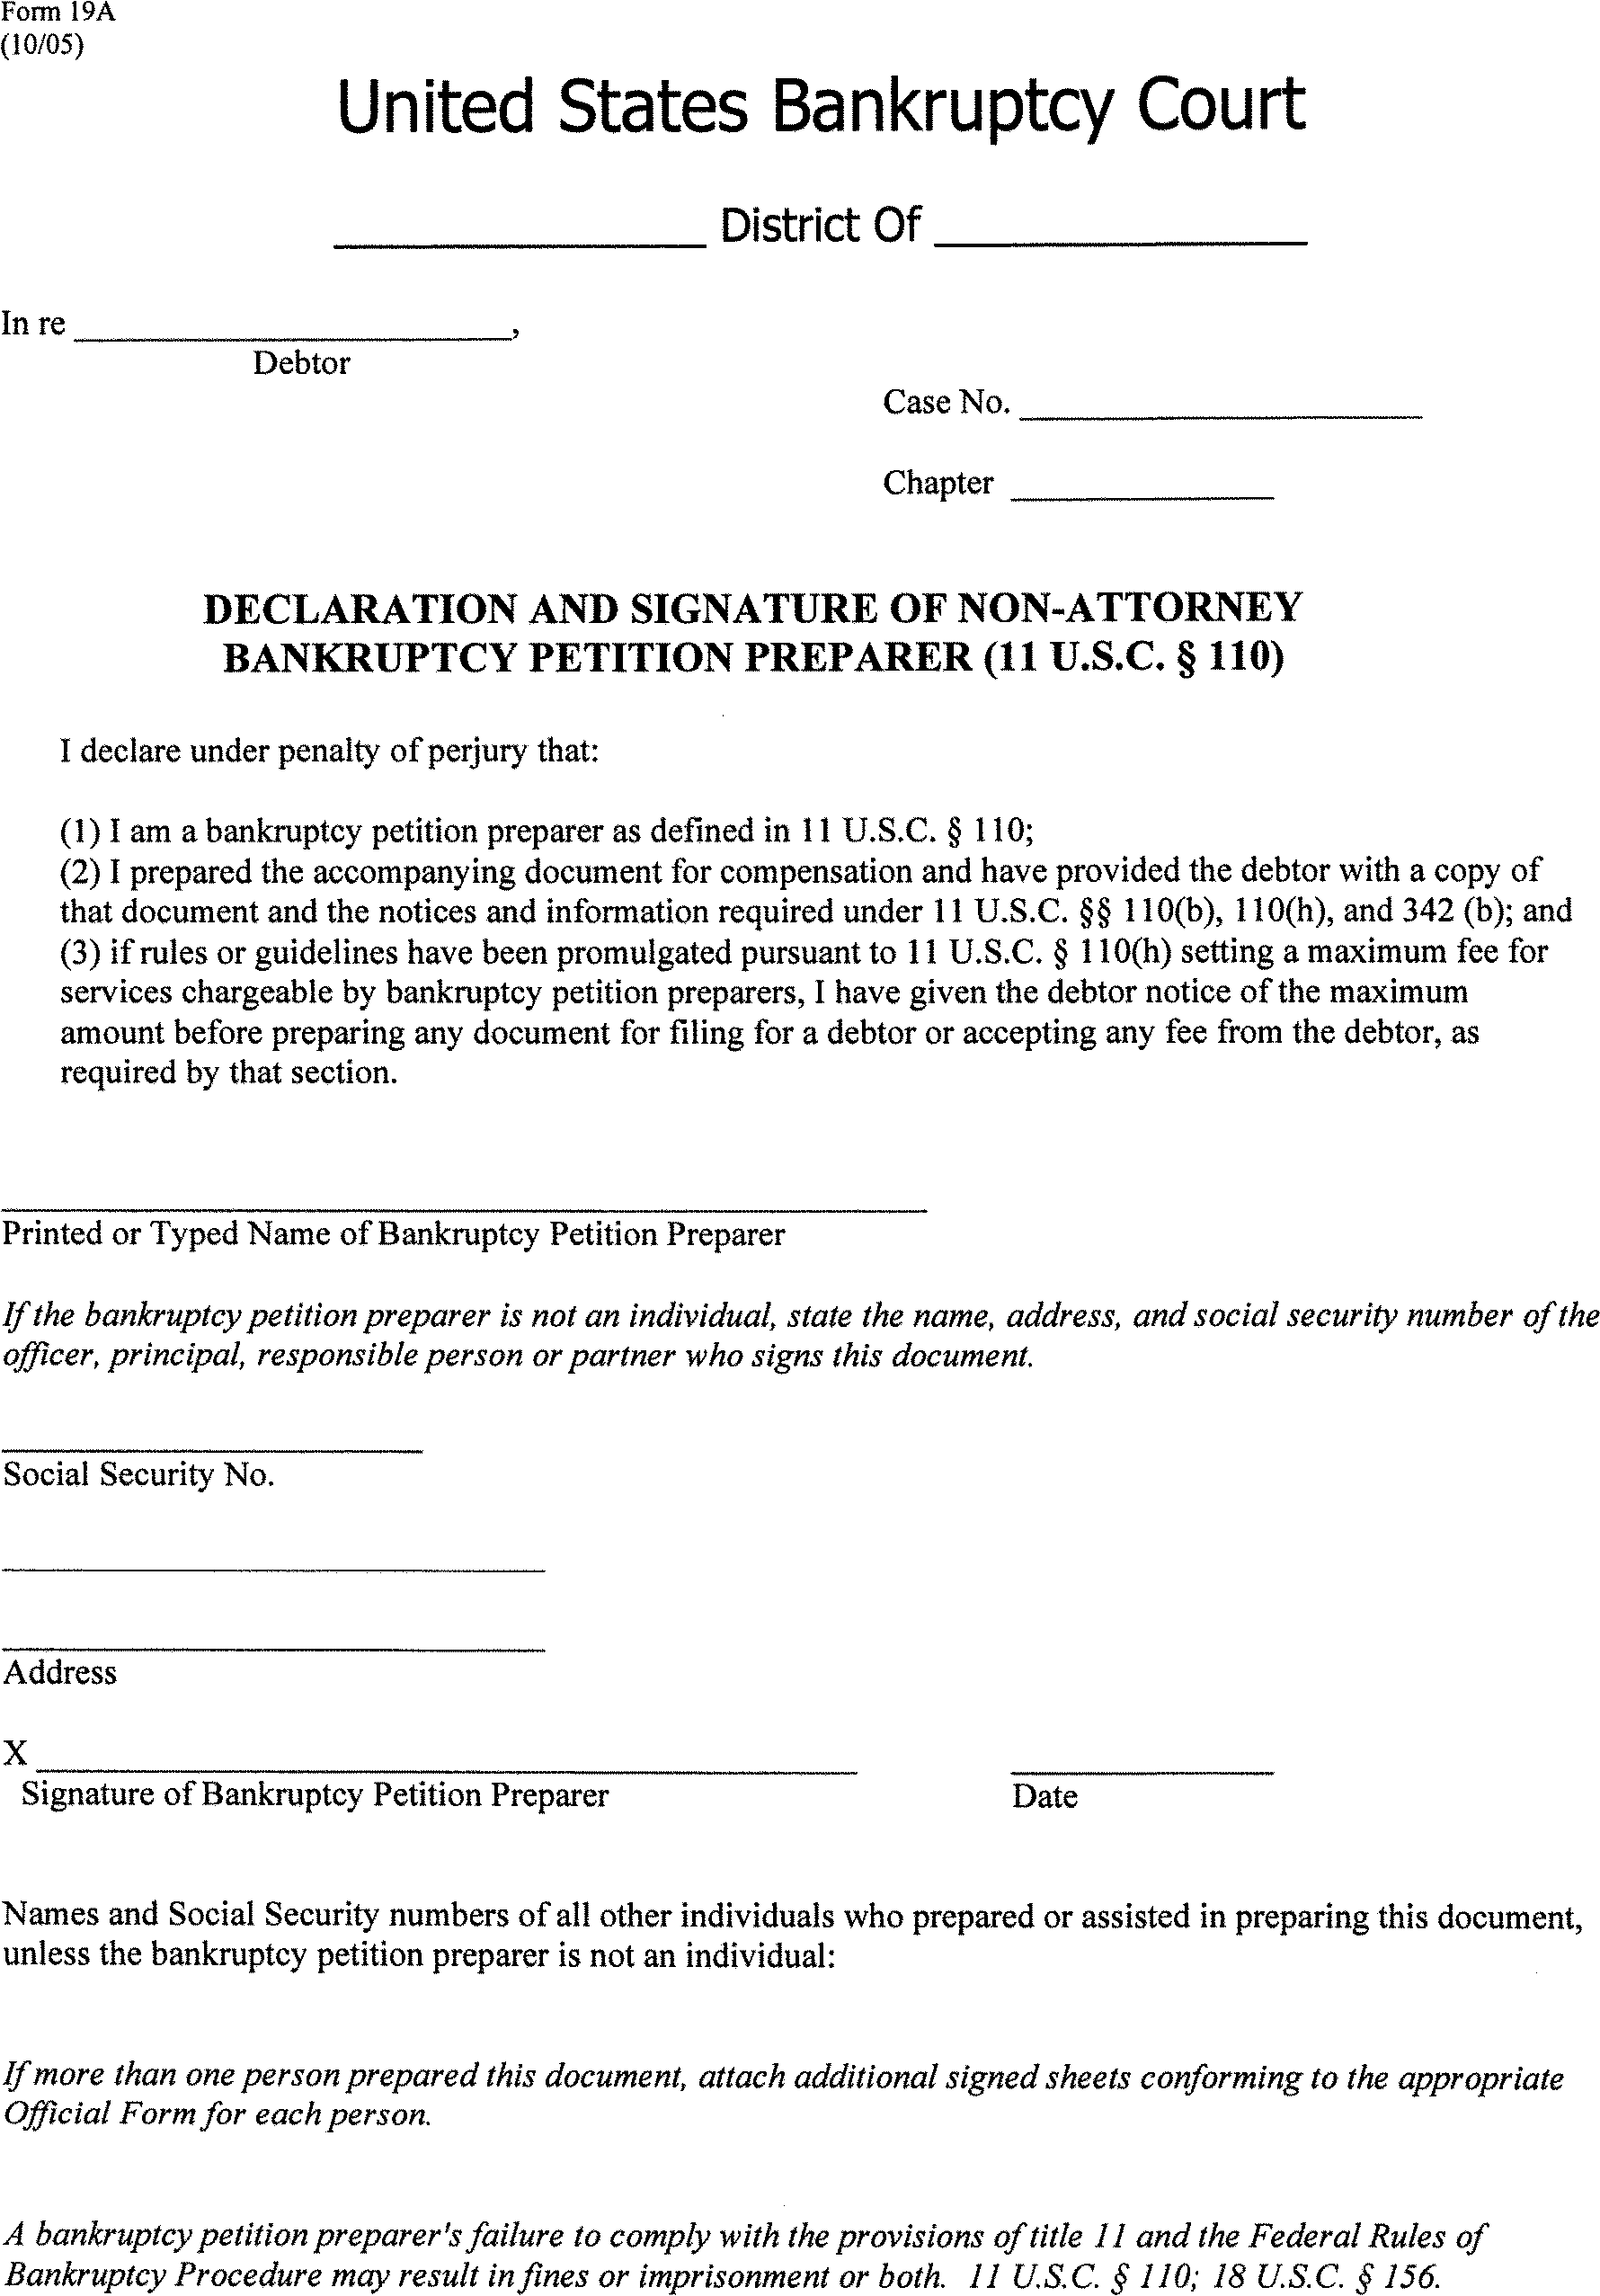 Form 19A
(10/05)
United States Bankruptcy Court
_______________ District Of _______________
In re _______________,
Debtor
Case No. _______________
Chapter _______________
DECLARATION AND SIGNATURE OF NON-ATTORNEY
BANKRUPTCY PETITION PREPARER (11 U.S.C. § 110)
I declare under penalty of perjury that:
(1) I am a bankruptcy petition preparer as defined in 11 U.S.C. § 110;
(2) I prepared the accompanying document for compensation and have provided the debtor with a copy of
that document and the notices and information required under 11 U.S.C. §§ 110(b), 110(h), and 342 (b); and
(3) if rules or guidelines have been promulgated pursuant to 11 U.S.C. § 110(h) setting a maximum fee for
services chargeable by bankruptcy petition preparers, I have given the debtor notice of the maximum
amount before preparing any document for filing for a debtor or accepting any fee from the debtor, as
required by that section.
Printed or Typed Name of Bankruptcy Petition Preparer
If the bankruptcy petition preparer is not an individual, state the name, address, and social security number of the
officer, principal, responsible person or partner who signs this document.
Social Security No.
Address
X _______________
Signature of Bankruptcy Petition Preparer
Date
Names and Social Security numbers of all other individuals who prepared or assisted in preparing this document,
unless the bankruptcy petition preparer is not an individual:
If more than one person prepared this document, attach additional signed sheets conforming to the appropriate
Official Form for each person.
A bankruptcy petition preparer's failure to comply with the provisions of title 11 and the Federal Rules of
Bankruptcy Procedure may result in fines or imprisonment or both. 11 U.S.C. § 110; 18 U.S.C. § 156.